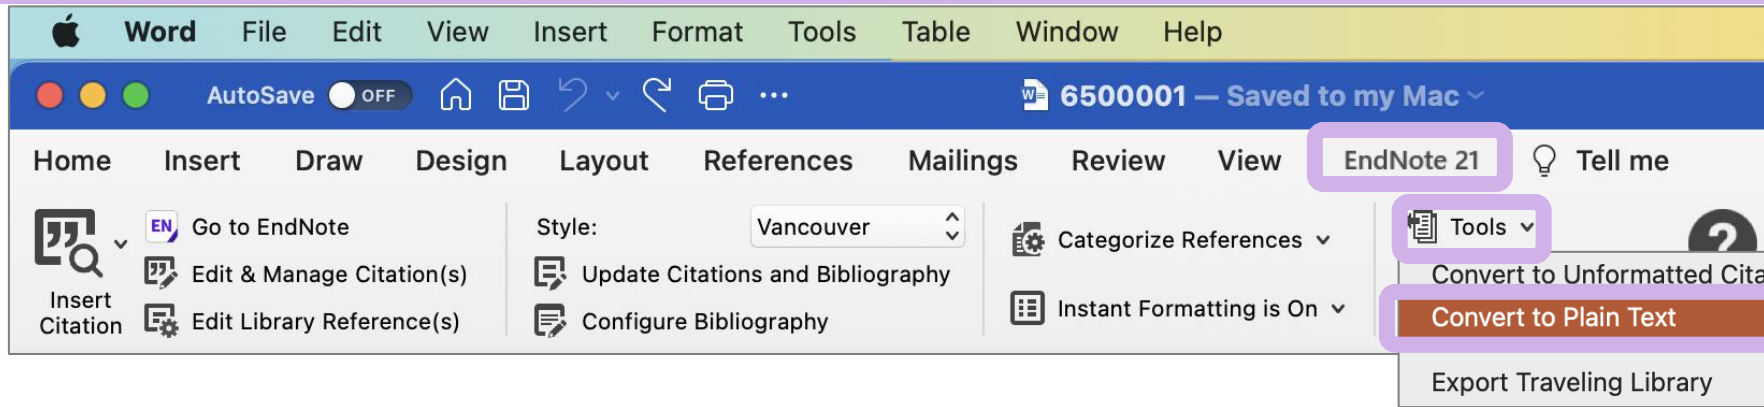 Word File Edit View Insert Format Tools Table Window Help
AutoSave OFF 6500001 — Saved to my Mac
Home Insert Draw Design Layout References Mailings Review View EndNote 21 Tell me
Insert Citation
EN Go to EndNote
Edit & Manage Citation(s)
Edit Library Reference(s)
Style: Vancouver
Update Citations and Bibliography
Configure Bibliography
Categorize References
Instant Formatting is On
Tools
Convert to Unformatted Cita
Convert to Plain Text
Export Traveling Library